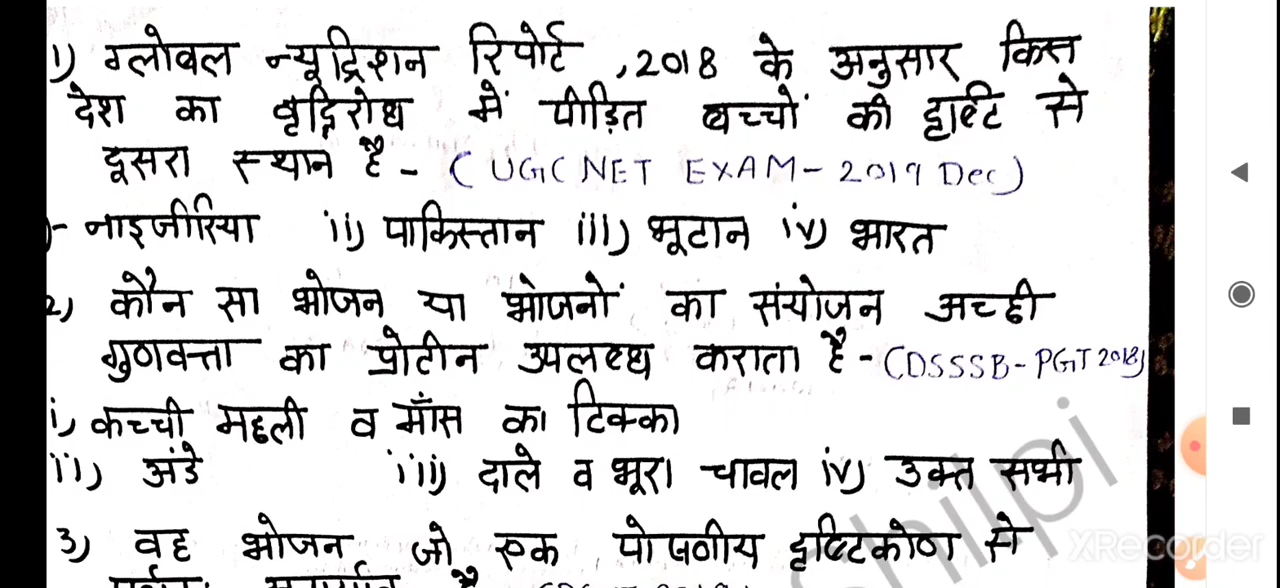 1) ग्लोबल न्यूट्रिशन रिपोर्ट ,2018 के अनुसार किस
देश का वृद्धिरोध में पीड़ित बच्चों की दृष्टि से
दूसरा स्थान है - (UGC NET EXAM - 2019 Dec)
)- नाइजीरिया ii) पाकिस्तान iii) भूटान iv) भारत
2) कौन सा भोजन या भोजनों का संयोजन अच्छी
गुणवत्ता का प्रोटीन उपलब्ध कराता है - (DSSSB - PGT 2018)
i) कच्ची मछली व माँस का टिक्का
ii) अंडे iii) दाले व भूरा चावल iv) उक्त सभी
3) वह भोजन जो एक पोषणीय दृष्टिकोण से
hilpi
XRecorder